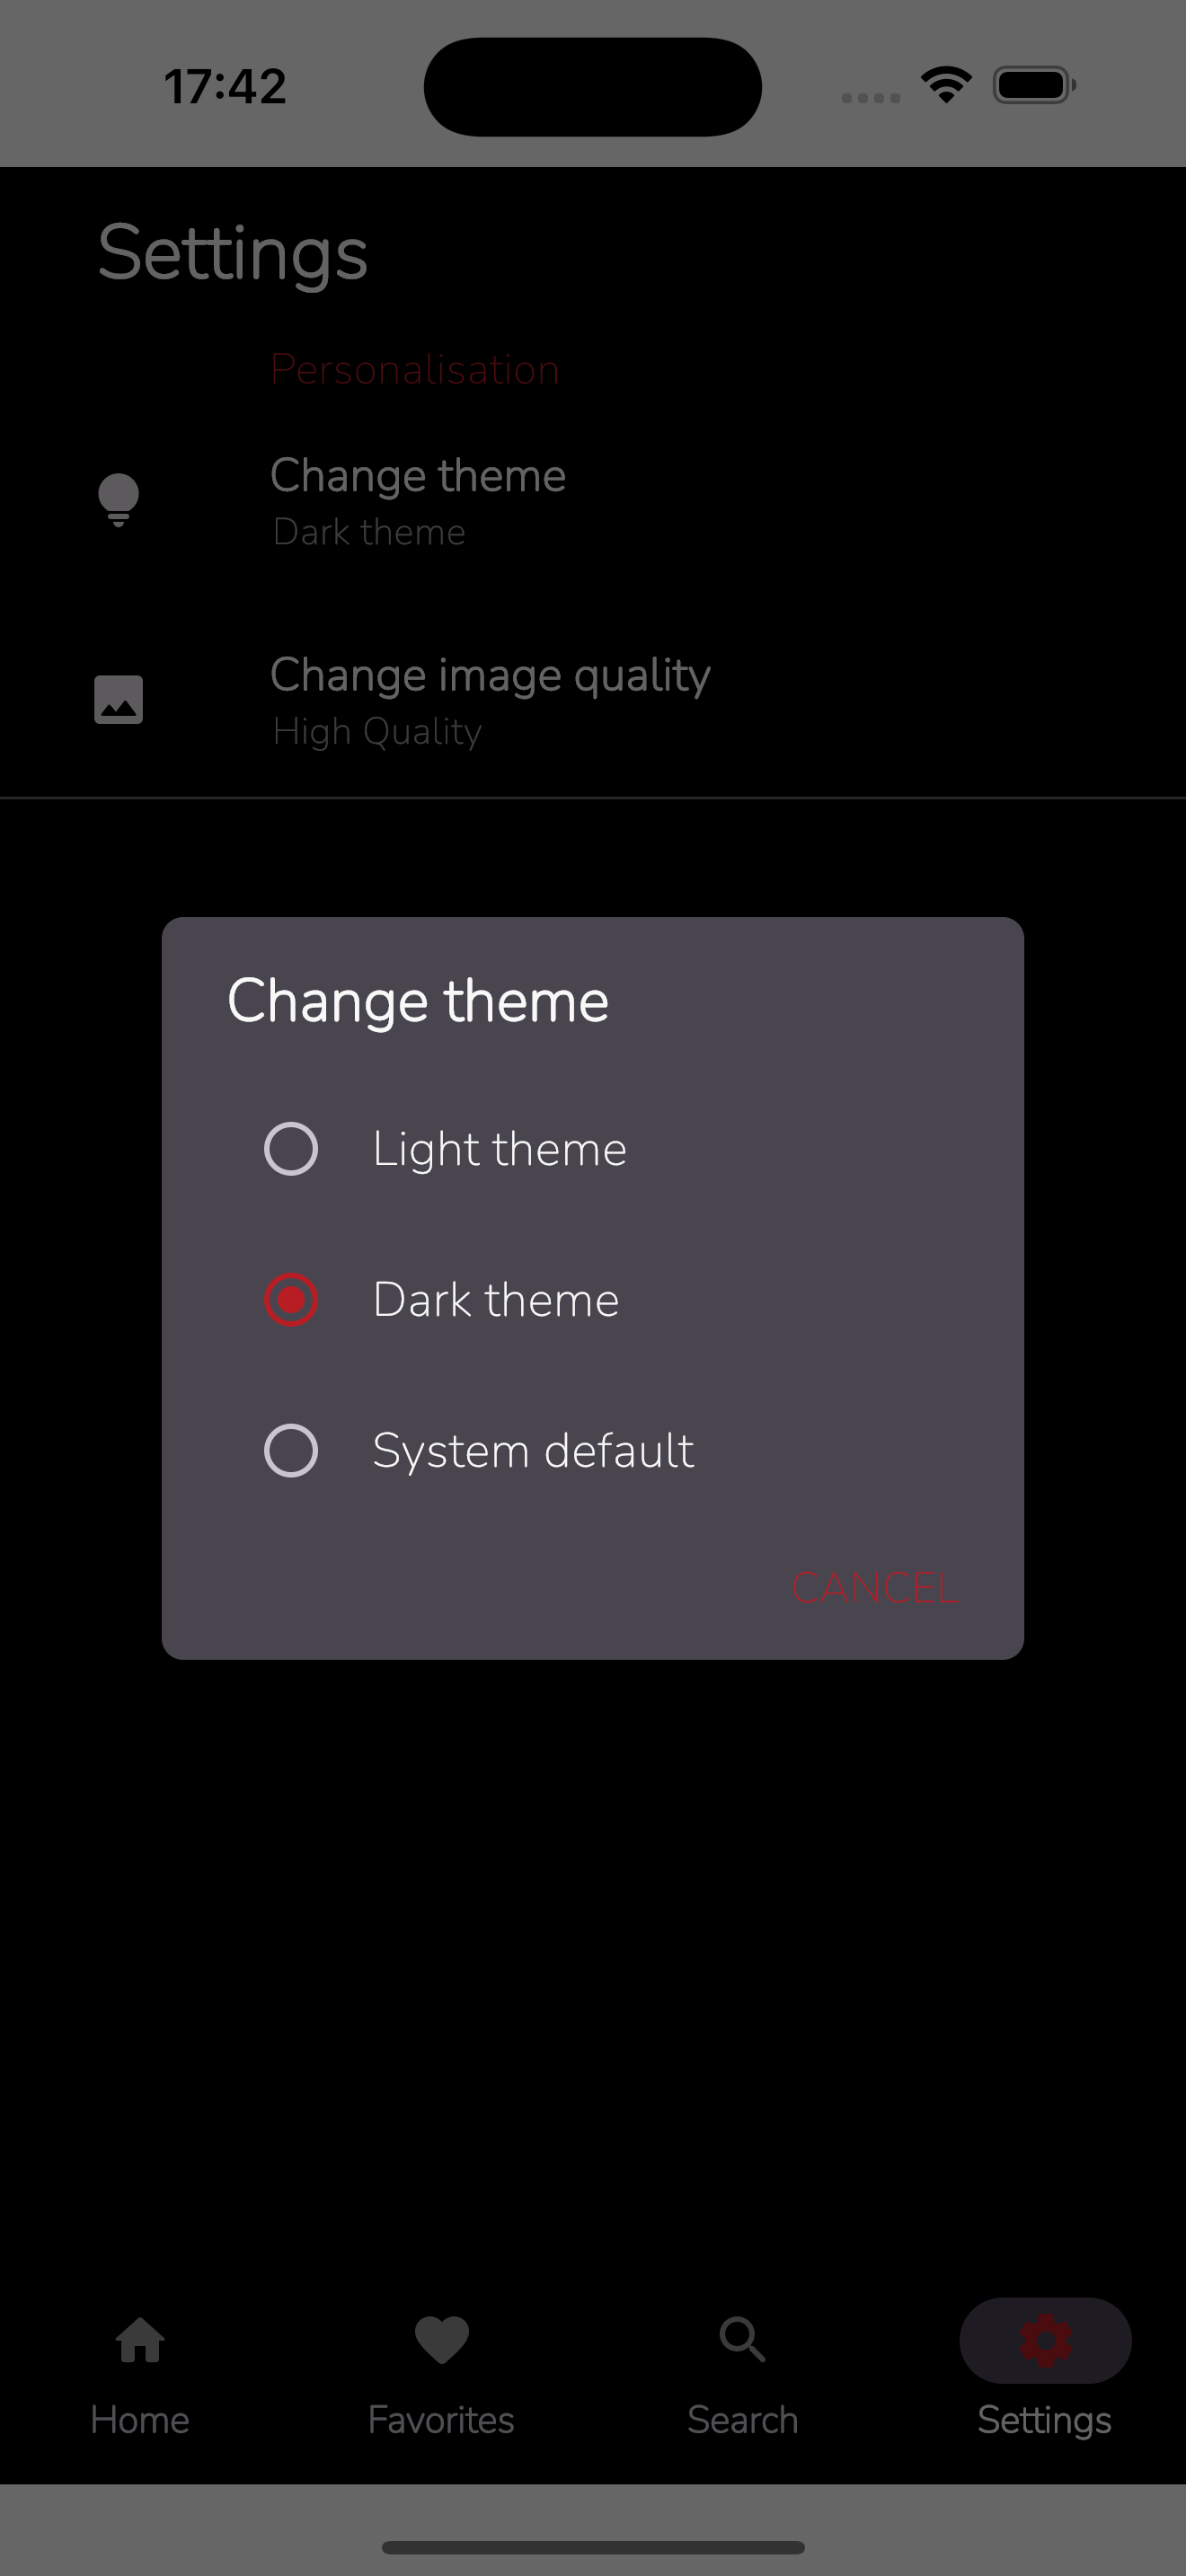 17:42
Settings
Personalisation
Change theme
Dark theme
Change image quality
High Quality
Change theme
Light theme
Dark theme
System default
CANCEL
Home
Favorites
Search
Settings